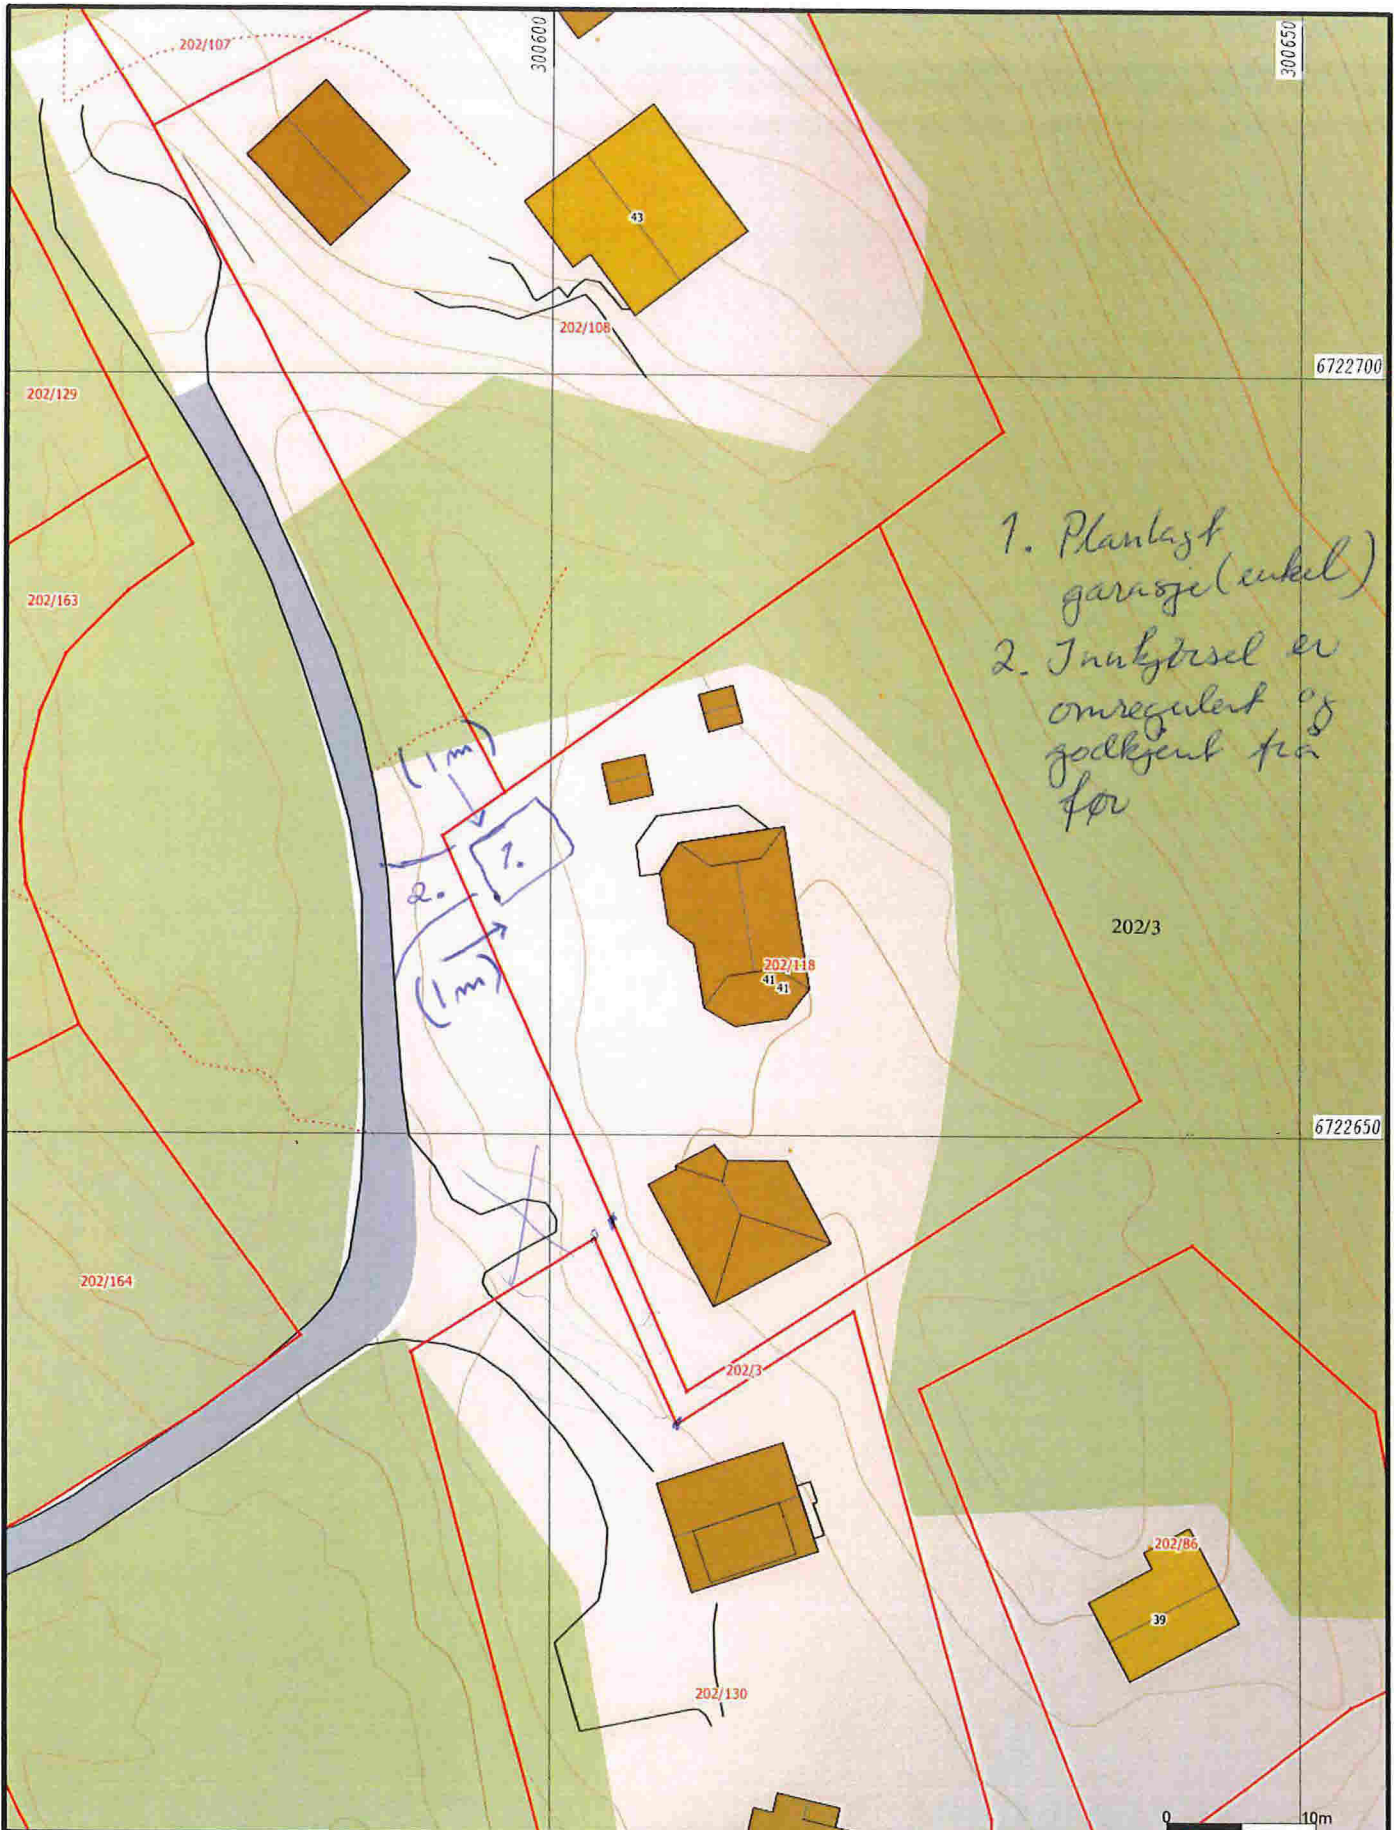 202/107
300600
300650
43
202/108
6722700
202/129
1. Planlagt
garasje (enkel)
202/163
2. Innkjørsel er
omregulert og
godkjent frå
før
(1m)
1.
2.
(1m)
202/3
202/118
41
41
6722650
202/164
202/3
202/86
39
202/130
0
10m